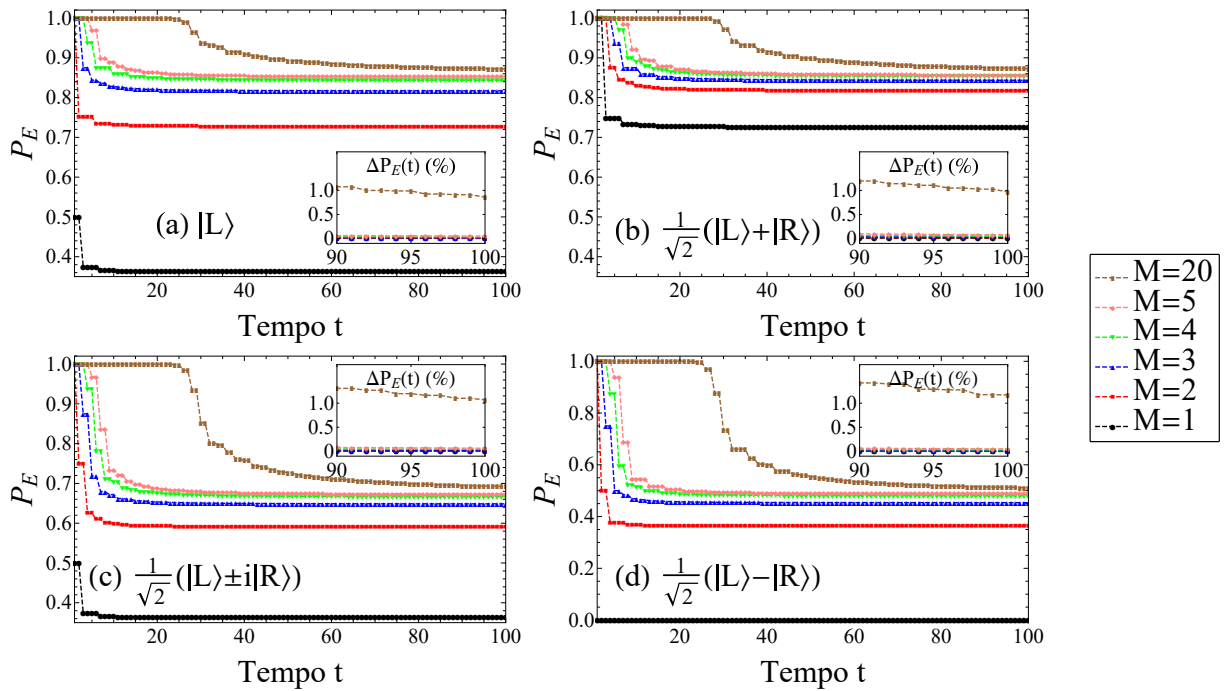 1.0
0.9
0.8
0.7
0.6
0.5
0.4
P_E
20 40 60 80 100
Tempo t
(a) |L⟩
ΔP_E(t) (%)
1.0
0.5
0
90 95 100
1.0
0.9
0.8
0.7
0.6
0.5
0.4
P_E
20 40 60 80 100
Tempo t
(b) 1/√2(|L⟩+|R⟩)
ΔP_E(t) (%)
1.0
0.5
0
90 95 100
1.0
0.9
0.8
0.7
0.6
0.5
0.4
P_E
20 40 60 80 100
Tempo t
(c) 1/√2(|L⟩±i|R⟩)
ΔP_E(t) (%)
1.0
0.5
0
90 95 100
1.0
0.8
0.6
0.4
0.2
0.0
P_E
20 40 60 80 100
Tempo t
(d) 1/√2(|L⟩−|R⟩)
ΔP_E(t) (%)
1.0
0.5
0
90 95 100
M=20
M=5
M=4
M=3
M=2
M=1